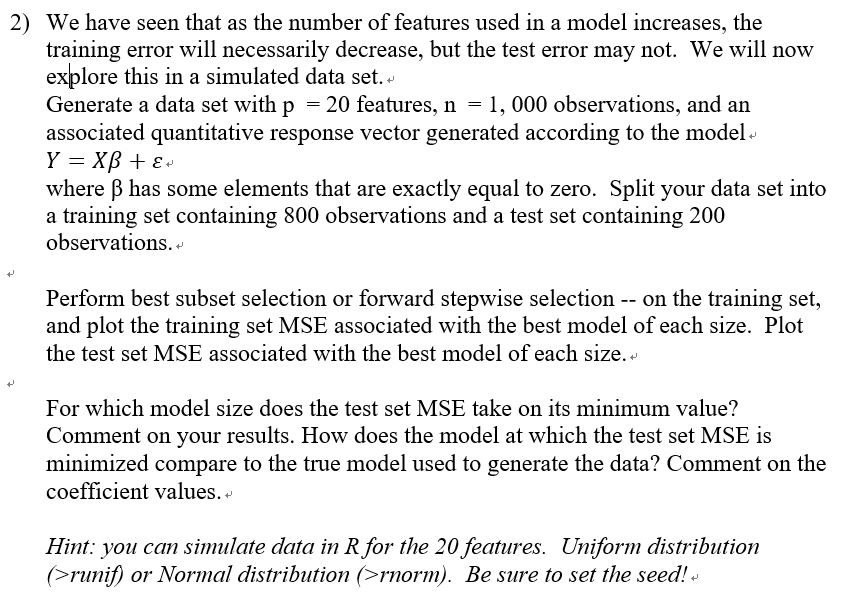 2) We have seen that as the number of features used in a model increases, the
training error will necessarily decrease, but the test error may not. We will now
explore this in a simulated data set.
Generate a data set with p = 20 features, n = 1, 000 observations, and an
associated quantitative response vector generated according to the model
Y = Xβ + ε
where β has some elements that are exactly equal to zero. Split your data set into
a training set containing 800 observations and a test set containing 200
observations.
Perform best subset selection or forward stepwise selection -- on the training set,
and plot the training set MSE associated with the best model of each size. Plot
the test set MSE associated with the best model of each size.
For which model size does the test set MSE take on its minimum value?
Comment on your results. How does the model at which the test set MSE is
minimized compare to the true model used to generate the data? Comment on the
coefficient values.
Hint: you can simulate data in R for the 20 features. Uniform distribution
(>runif) or Normal distribution (>rnorm). Be sure to set the seed!